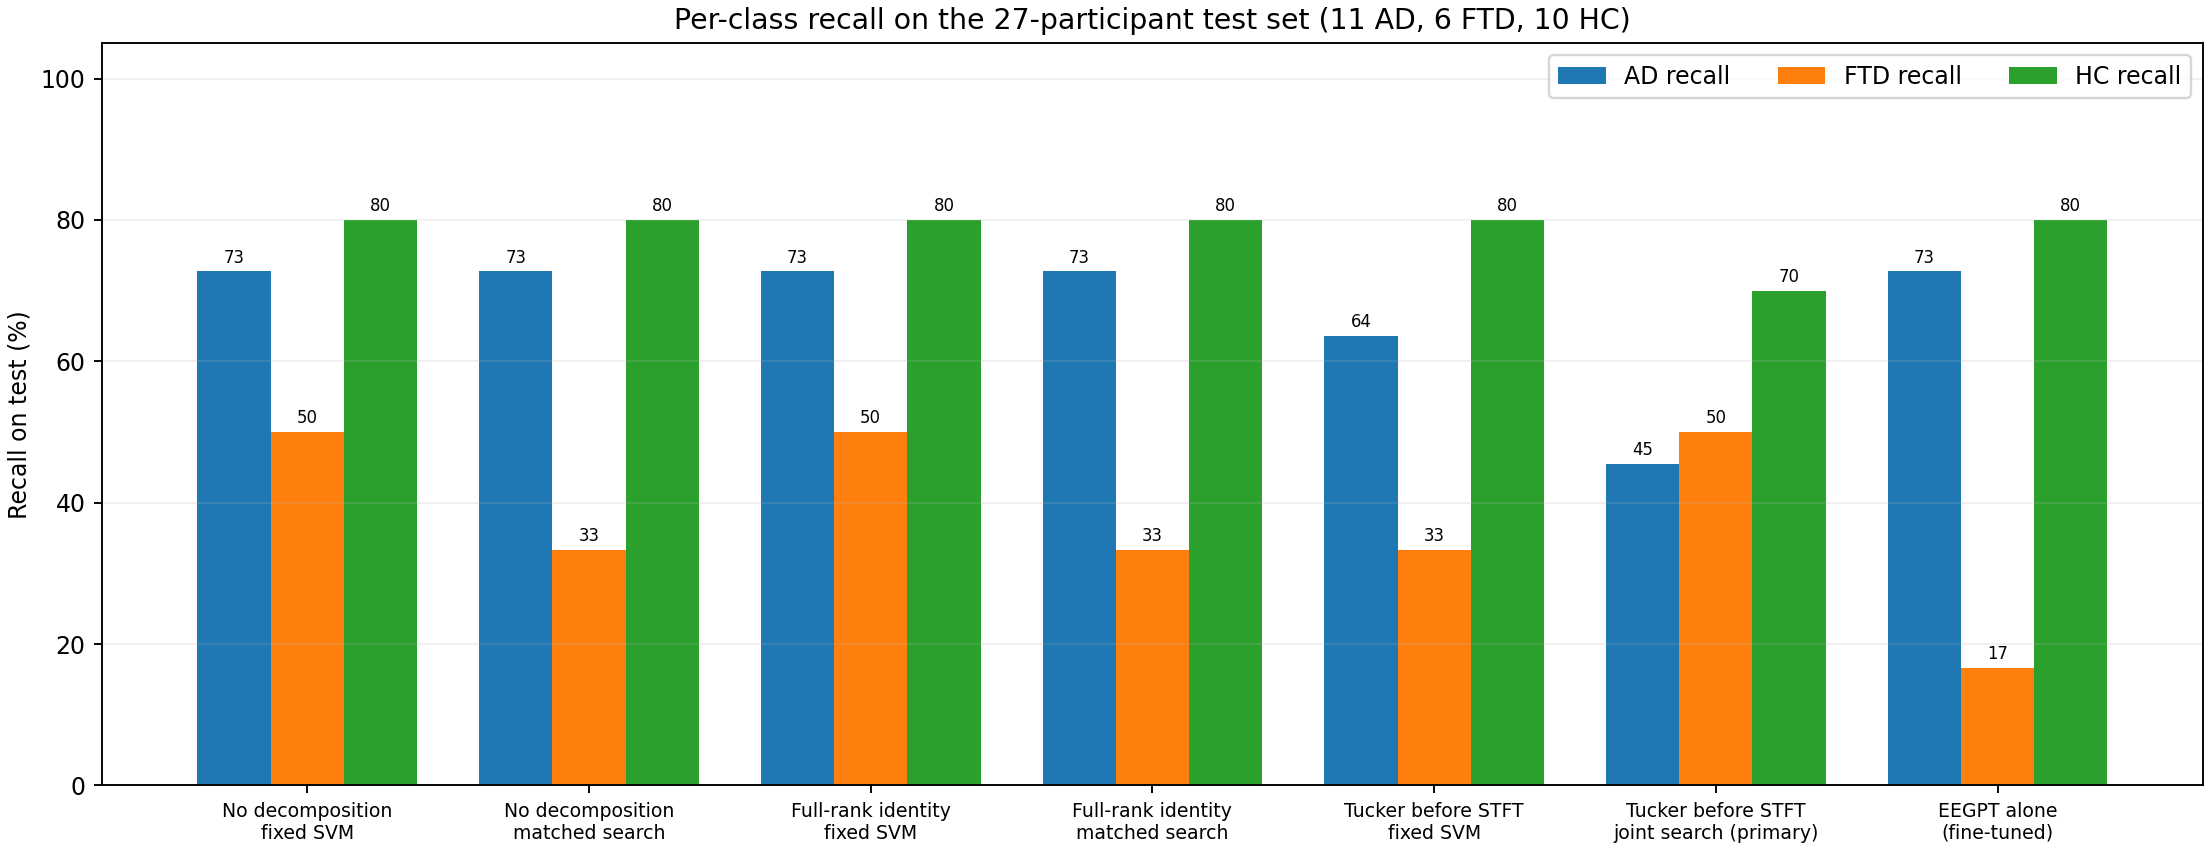 Per-class recall on the 27-participant test set (11 AD, 6 FTD, 10 HC)
AD recall
FTD recall
HC recall
Recall on test (%)
100
80
60
40
20
0
73
50
80
73
33
80
73
50
80
73
33
80
64
33
80
45
50
70
73
17
80
No decomposition
fixed SVM
No decomposition
matched search
Full-rank identity
fixed SVM
Full-rank identity
matched search
Tucker before STFT
fixed SVM
Tucker before STFT
joint search (primary)
EEGPT alone
(fine-tuned)